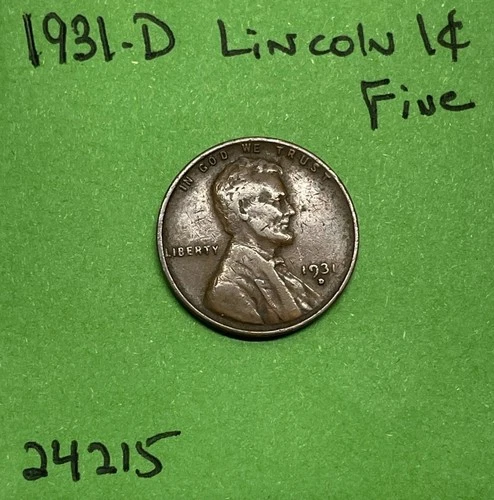 1931-D Lincoln 1¢
Fine
IN GOD WE TRUST
LIBERTY
1931
D
24215